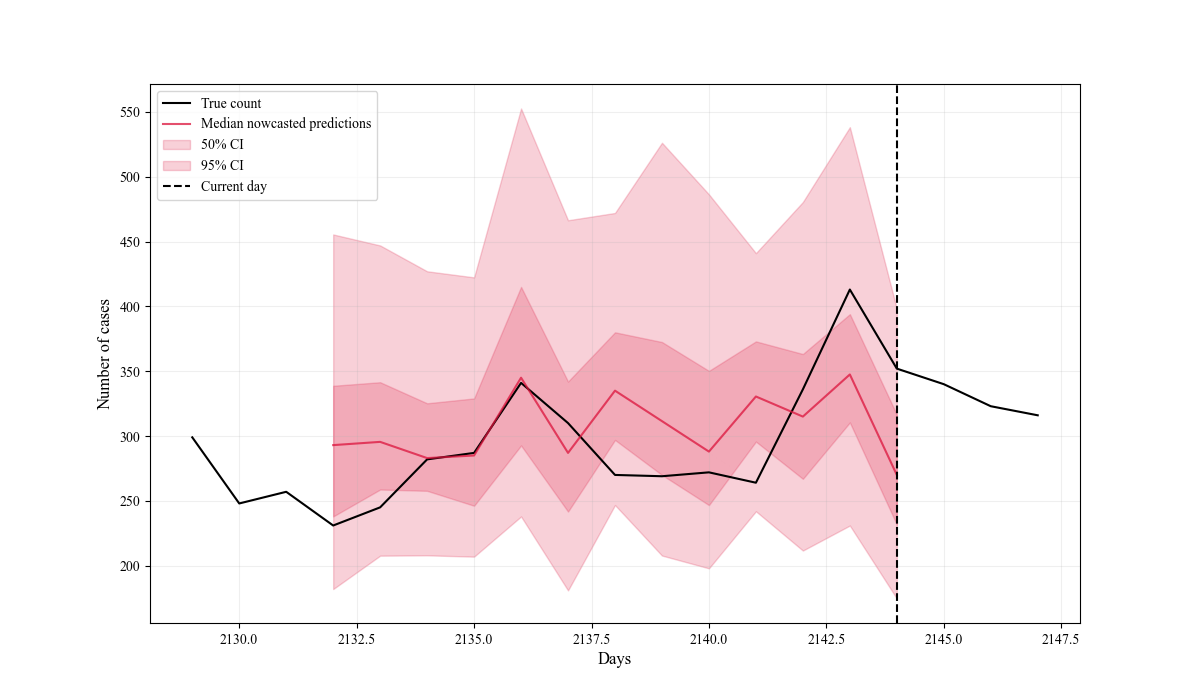 True count
Median nowcasted predictions
50% CI
95% CI
Current day
550
500
450
400
350
300
250
200
Number of cases
2130.0 2132.5 2135.0 2137.5 2140.0 2142.5 2145.0 2147.5
Days